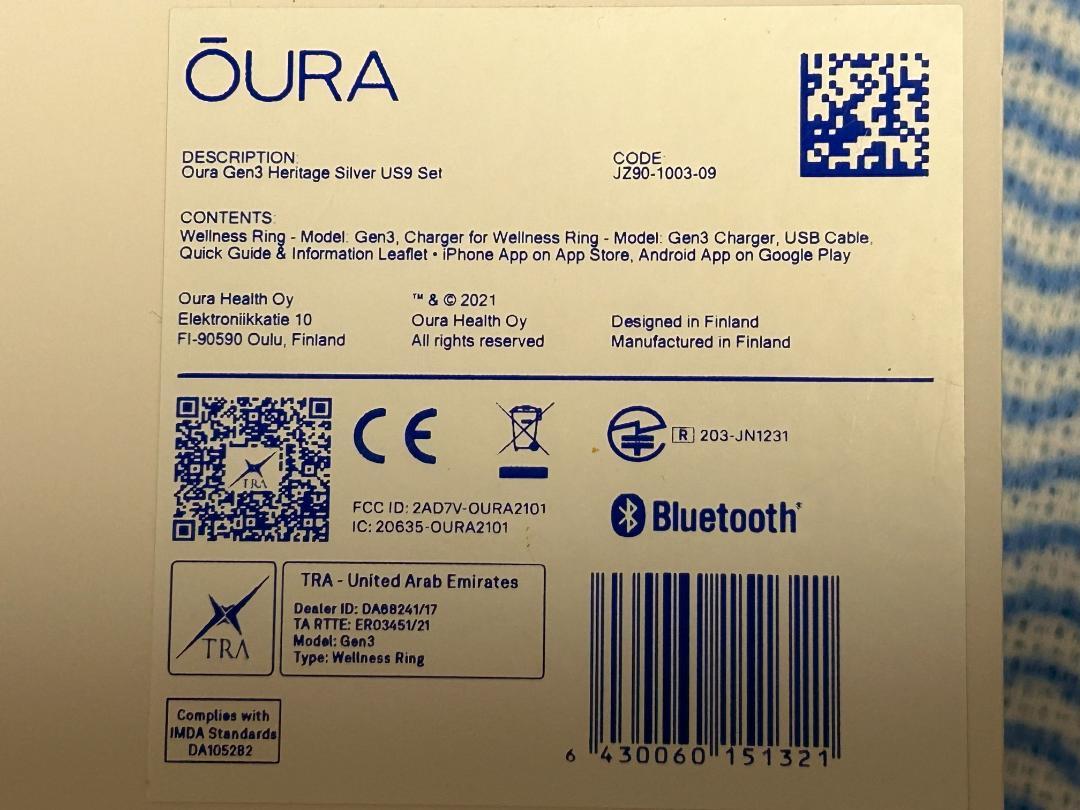 ŌURA
DESCRIPTION:
Oura Gen3 Heritage Silver US9 Set
CODE:
JZ90-1003-09
CONTENTS:
Wellness Ring - Model: Gen3, Charger for Wellness Ring - Model: Gen3 Charger, USB Cable,
Quick Guide & Information Leaflet • iPhone App on App Store, Android App on Google Play
Oura Health Oy
Elektroniikkatie 10
FI-90590 Oulu, Finland
™ & © 2021
Oura Health Oy
All rights reserved
Designed in Finland
Manufactured in Finland
TRA
CE
R 203-JN1231
FCC ID: 2AD7V-OURA2101
IC: 20635-OURA2101
Bluetooth®
TRA
TRA - United Arab Emirates
Dealer ID: DA68241/17
TA RTTE: ER03451/21
Model: Gen3
Type: Wellness Ring
Complies with
IMDA Standards
DA105282
6 430060 151321